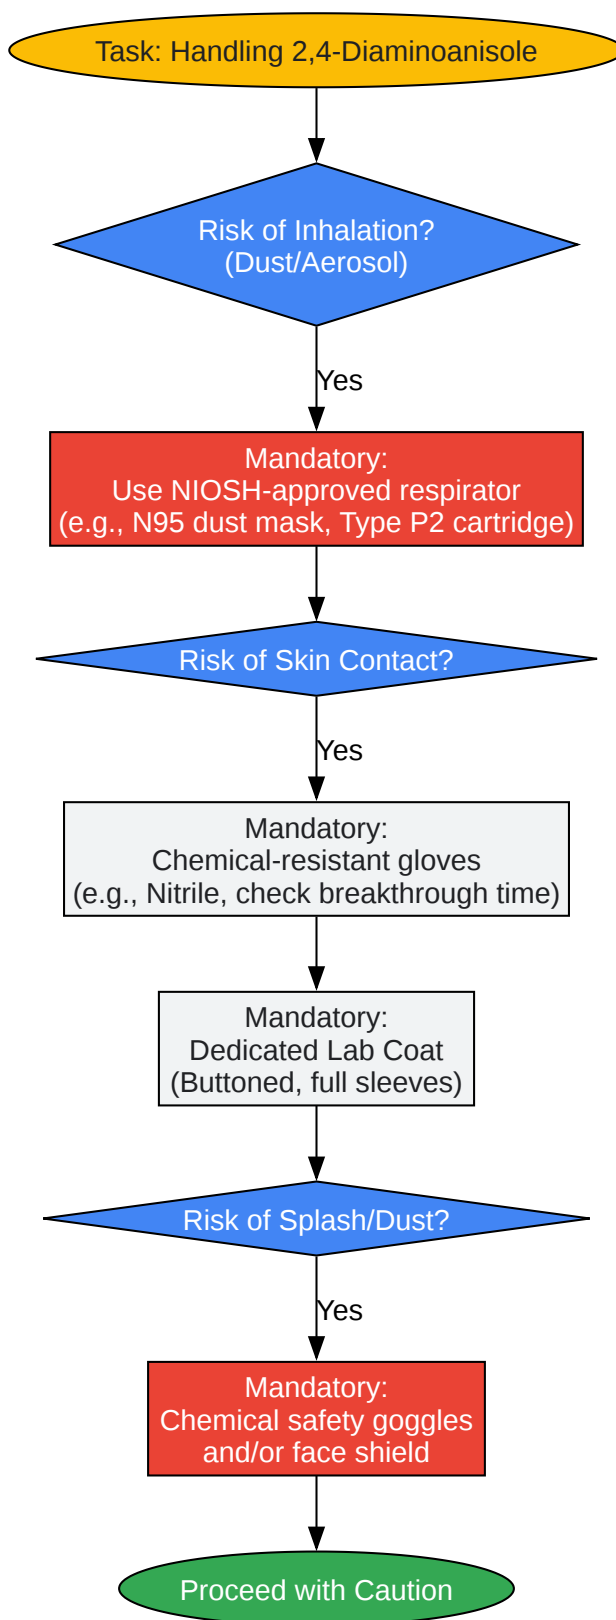 Task: Handling 2,4-Diaminoanisole
Risk of Inhalation?
(Dust/Aerosol)
Yes
Mandatory:
Use NIOSH-approved respirator
(e.g., N95 dust mask, Type P2 cartridge)
Risk of Skin Contact?
Yes
Mandatory:
Chemical-resistant gloves
(e.g., Nitrile, check breakthrough time)
Mandatory:
Dedicated Lab Coat
(Buttoned, full sleeves)
Risk of Splash/Dust?
Yes
Mandatory:
Chemical safety goggles
and/or face shield
Proceed with Caution